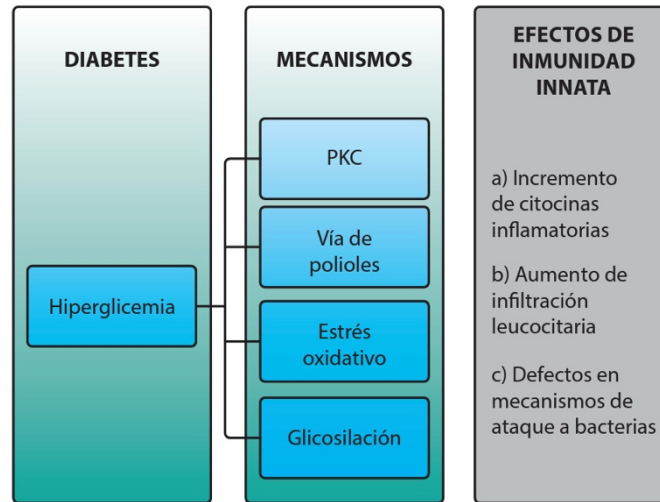 DIABETES
Hiperglicemia
MECANISMOS
PKC
Vía de
polioles
Estrés
oxidativo
Glicosilación
EFECTOS DE
INMUNIDAD
INNATA
a) Incremento
de citocinas
inflamatorias
b) Aumento de
infiltración
leucocitaria
c) Defectos en
mecanismos de
ataque a bacterias